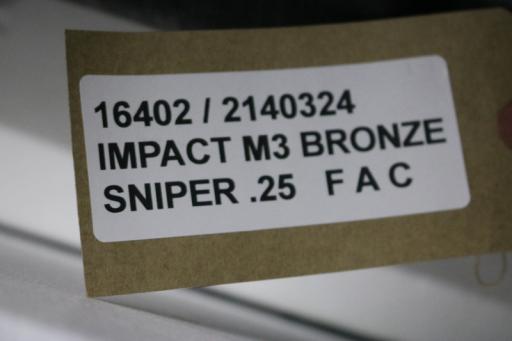 16402 / 2140324
IMPACT M3 BRONZE
SNIPER .25 F A C